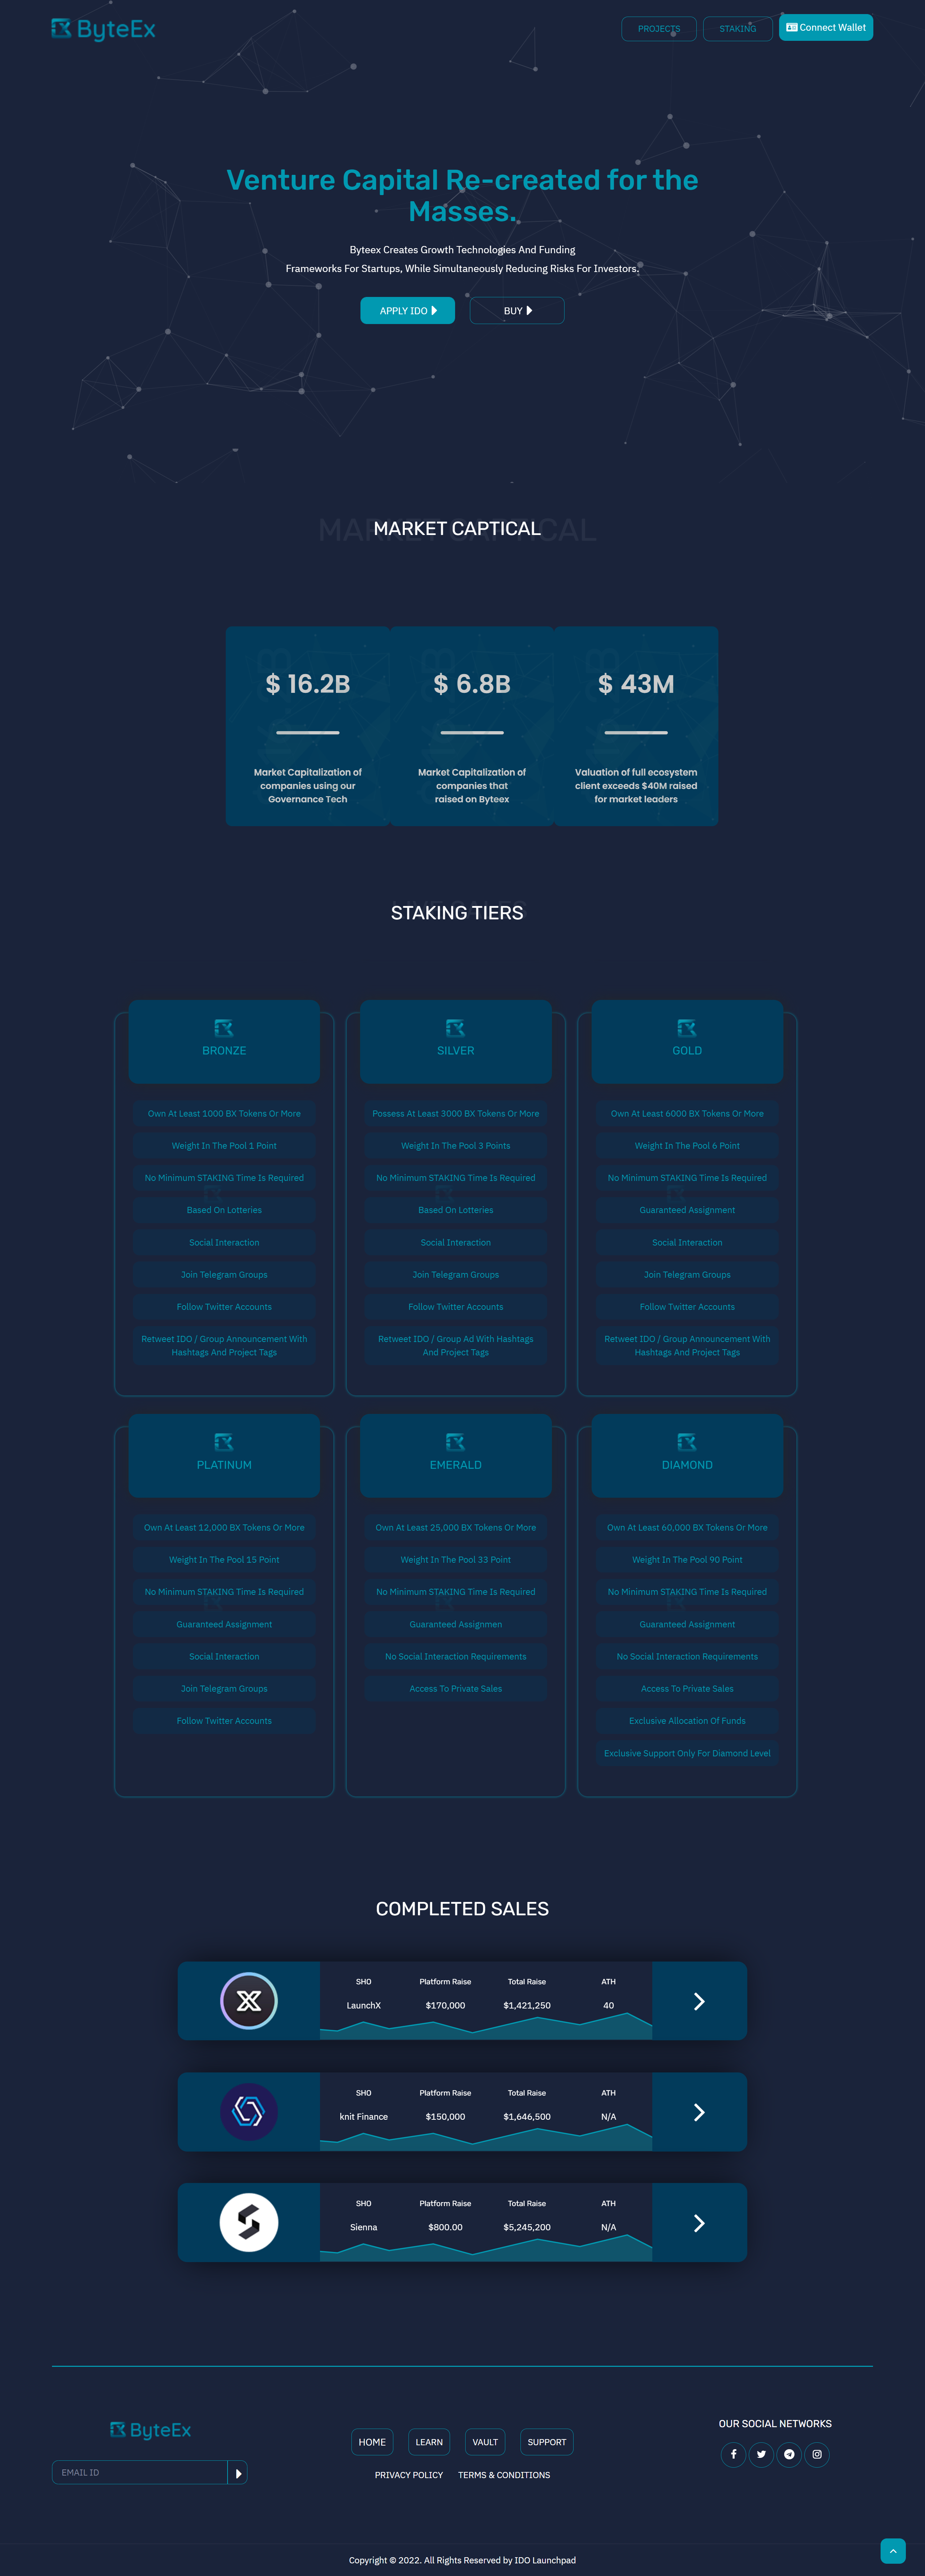 ByteEx
PROJECTS
STAKING
Connect Wallet
Venture Capital Re-created for the
Masses.
Byteex Creates Growth Technologies And Funding
Frameworks For Startups, While Simultaneously Reducing Risks For Investors.
APPLY IDO
BUY
MARKET CAPTICAL
$ 16.2B
Market Capitalization of
companies using our
Governance Tech
$ 6.8B
Market Capitalization of
companies that
raised on Byteex
$ 43M
Valuation of full ecosystem
client exceeds $40M raised
for market leaders
STAKING TIERS
BRONZE
Own At Least 1000 BX Tokens Or More
Weight In The Pool 1 Point
No Minimum STAKING Time Is Required
Based On Lotteries
Social Interaction
Join Telegram Groups
Follow Twitter Accounts
Retweet IDO / Group Announcement With
Hashtags And Project Tags
SILVER
Possess At Least 3000 BX Tokens Or More
Weight In The Pool 3 Points
No Minimum STAKING Time Is Required
Based On Lotteries
Social Interaction
Join Telegram Groups
Follow Twitter Accounts
Retweet IDO / Group Ad With Hashtags
And Project Tags
GOLD
Own At Least 6000 BX Tokens Or More
Weight In The Pool 6 Point
No Minimum STAKING Time Is Required
Guaranteed Assignment
Social Interaction
Join Telegram Groups
Follow Twitter Accounts
Retweet IDO / Group Announcement With
Hashtags And Project Tags
PLATINUM
Own At Least 12,000 BX Tokens Or More
Weight In The Pool 15 Point
No Minimum STAKING Time Is Required
Guaranteed Assignment
Social Interaction
Join Telegram Groups
Follow Twitter Accounts
EMERALD
Own At Least 25,000 BX Tokens Or More
Weight In The Pool 33 Point
No Minimum STAKING Time Is Required
Guaranteed Assignmen
No Social Interaction Requirements
Access To Private Sales
DIAMOND
Own At Least 60,000 BX Tokens Or More
Weight In The Pool 90 Point
No Minimum STAKING Time Is Required
Guaranteed Assignment
No Social Interaction Requirements
Access To Private Sales
Exclusive Allocation Of Funds
Exclusive Support Only For Diamond Level
COMPLETED SALES
SHO Platform Raise Total Raise ATH
LaunchX $170,000 $1,421,250 40
SHO Platform Raise Total Raise ATH
knit Finance $150,000 $1,646,500 N/A
SHO Platform Raise Total Raise ATH
Sienna $800.00 $5,245,200 N/A
ByteEx
EMAIL ID
HOME
LEARN
VAULT
SUPPORT
PRIVACY POLICY
TERMS & CONDITIONS
OUR SOCIAL NETWORKS
Copyright © 2022. All Rights Reserved by IDO Launchpad